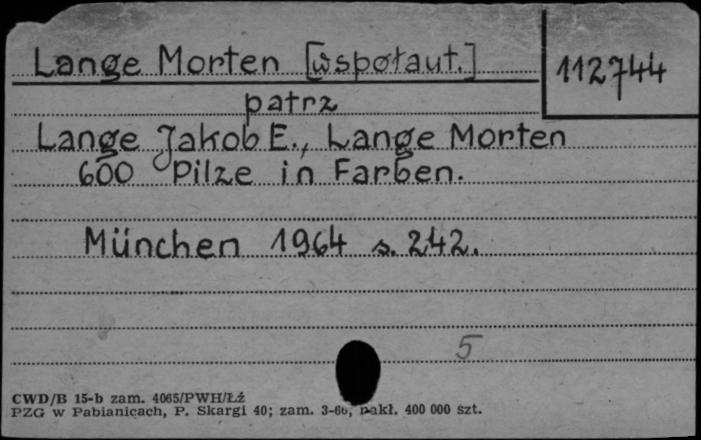 Lange Morten [współaut.]
112744
patrz
Lange Jakob E., Lange Morten
600 Pilze in Farben.
München 1964 s. 242.
5
CWD/B 15-b zam. 4065/PWH/Łź
PZG w Pabianicach, P. Skargi 40; zam. 3-66, nakł. 400 000 szt.